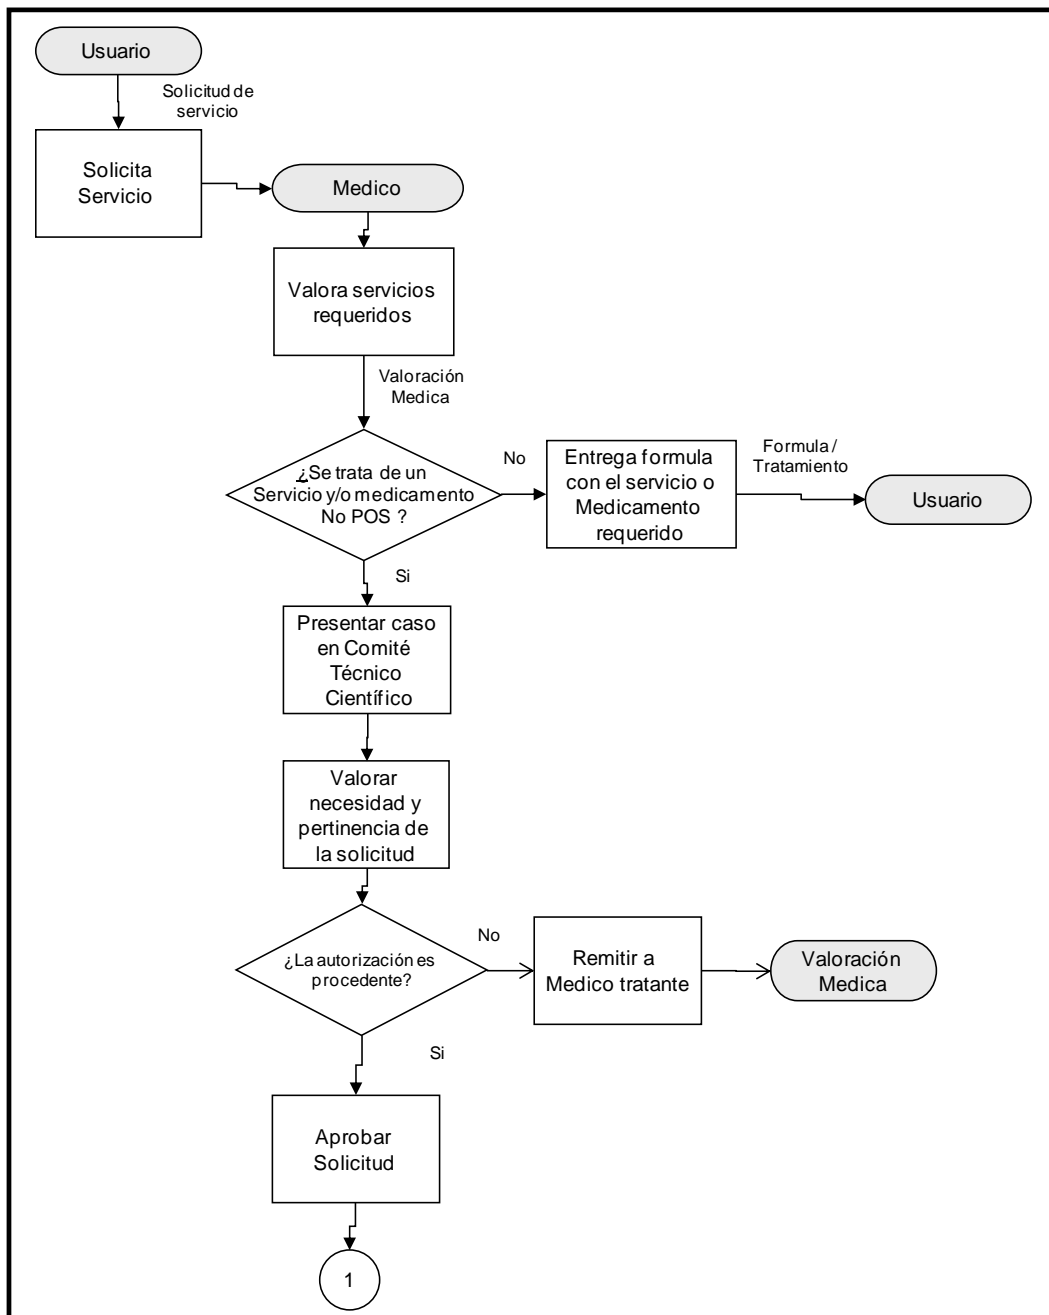 Usuario
Solicitud de
servicio
Solicita
Servicio
Medico
Valora servicios
requeridos
Valoración
Medica
¿Se trata de un
Servicio y/o medicamento
No POS ?
No
Entrega formula
con el servicio o
Medicamento
requerido
Formula /
Tratamiento
Usuario
Si
Presentar caso
en Comité
Técnico
Científico
Valorar
necesidad y
pertinencia de
la solicitud
¿La autorización es
procedente?
No
Remitir a
Medico tratante
Valoración
Medica
Si
Aprobar
Solicitud
1